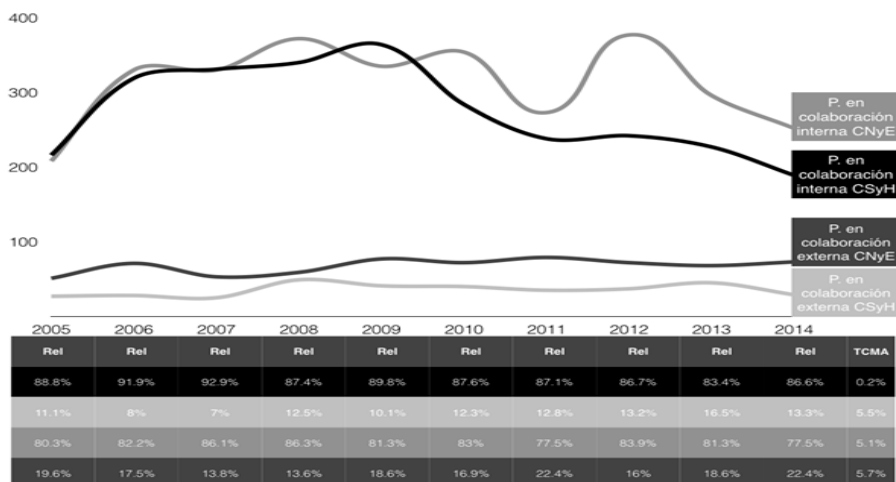 400
300
200
100
P. en
colaboración
interna CNyE
P. en
colaboración
interna CSyH
P. en
colaboración
externa CNyE
P. en
colaboración
externa CSyH
2005 2006 2007 2008 2009 2010 2011 2012 2013 2014
Rel Rel Rel Rel Rel Rel Rel Rel Rel Rel TCMA
88.8% 91.9% 92.9% 87.4% 89.8% 87.6% 87.1% 86.7% 83.4% 86.6% 0.2%
11.1% 8% 7% 12.5% 10.1% 12.3% 12.8% 13.2% 16.5% 13.3% 5.5%
80.3% 82.2% 86.1% 86.3% 81.3% 83% 77.5% 83.9% 81.3% 77.5% 5.1%
19.6% 17.5% 13.8% 13.6% 18.6% 16.9% 22.4% 16% 18.6% 22.4% 5.7%